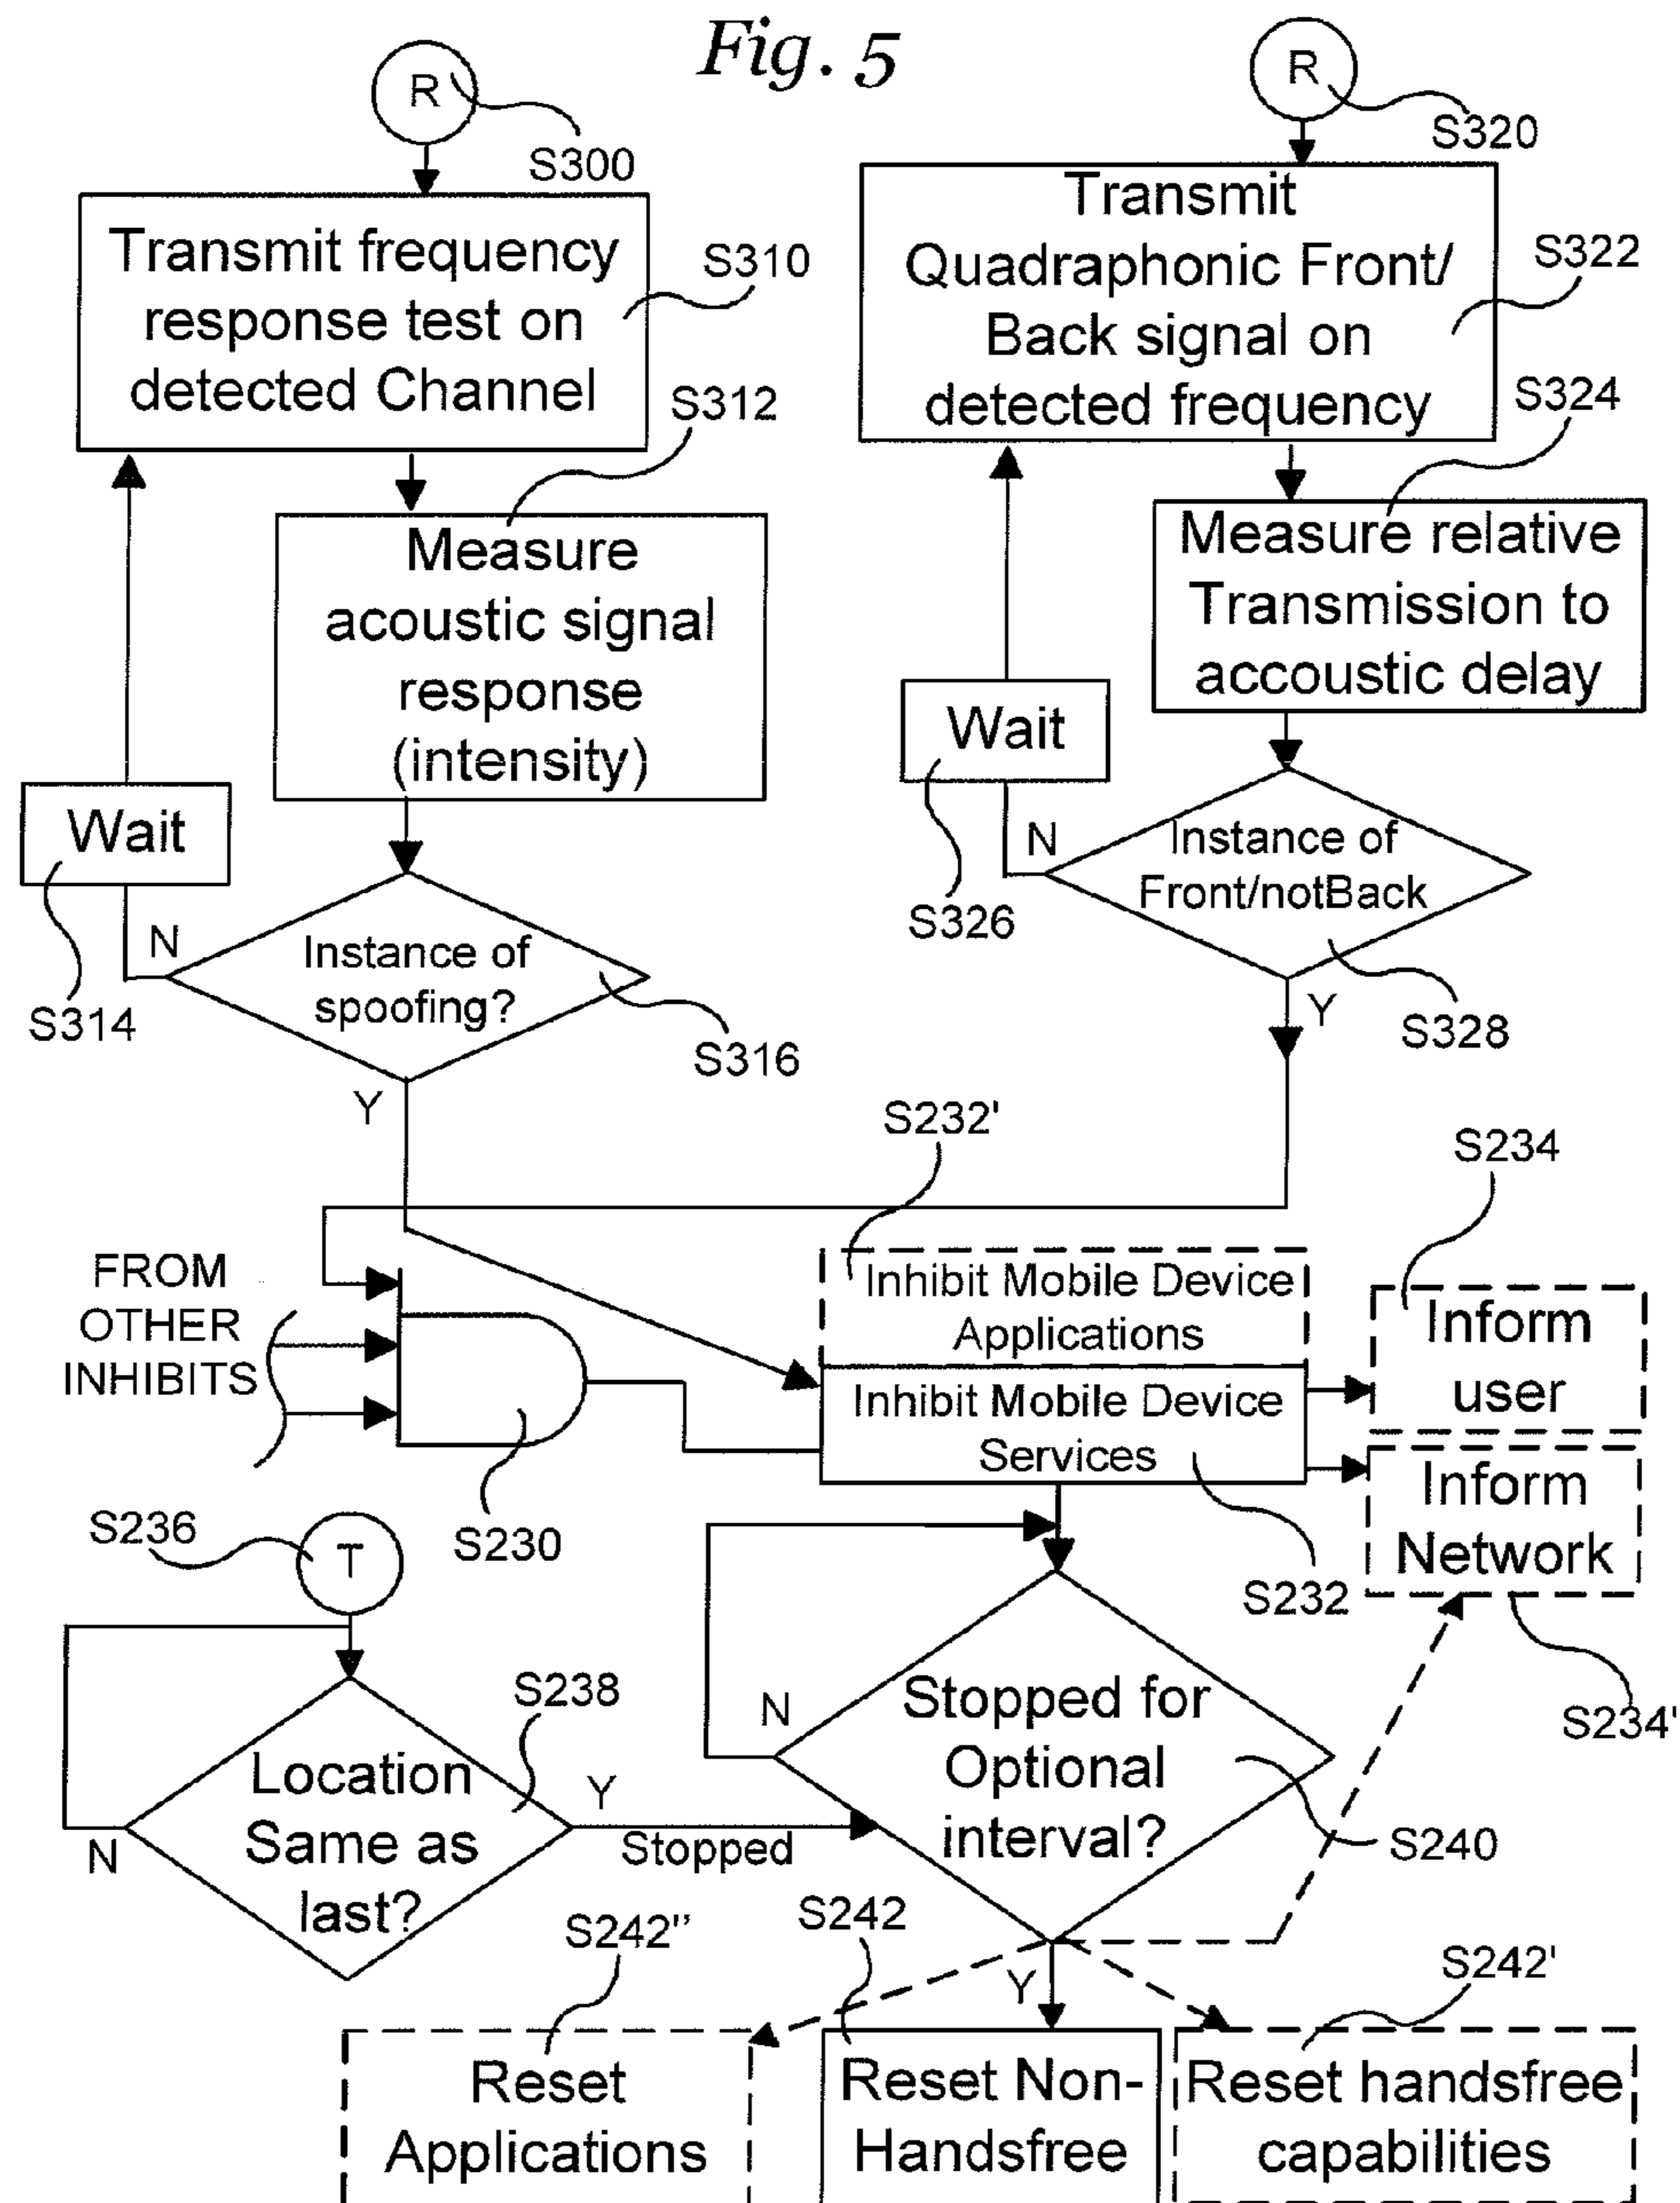 Fig. 5
R
S300
R
S320
Transmit frequency
response test on
detected Channel
S310
Transmit
Quadraphonic Front/
Back signal on
detected frequency
S322
S312
S324
Measure
acoustic signal
response
(intensity)
Measure relative
Transmission to
accoustic delay
Wait
S314
Wait
S326
N
Instance of
spoofing?
S316
Y
N
Instance of
Front/notBack
S328
Y
S232'
S234
FROM
OTHER
INHIBITS
S230
Inhibit Mobile Device
Applications
Inhibit Mobile Device
Services
S232
Inform
user
Inform
Network
S234'
S236
T
S238
Location
Same as
last?
N
Y
Stopped
N
Stopped for
Optional
interval?
S240
Y
S242"
S242
S242'
Reset
Applications
Reset Non-
Handsfree
Reset handsfree
capabilities